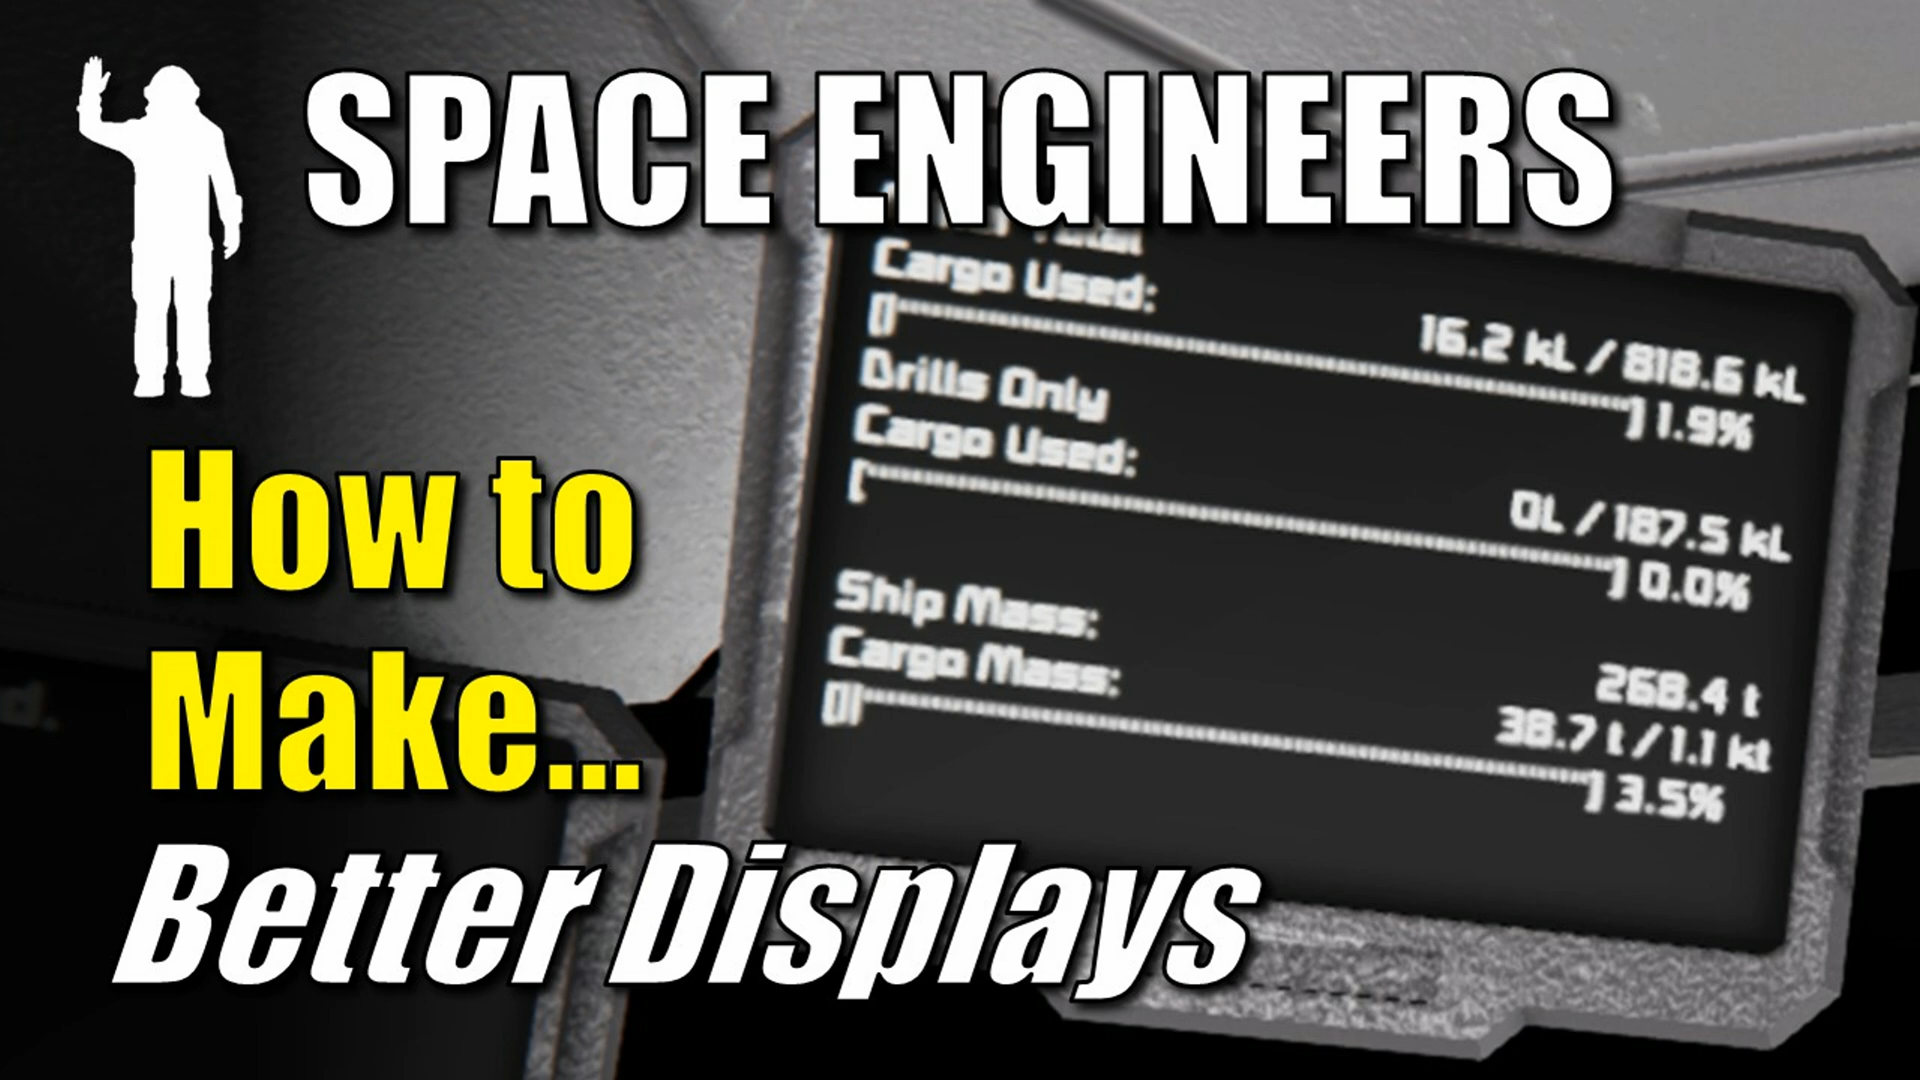 SPACE ENGINEERS
Cargo Used:
16.2 kL / 818.6 kL
1.9%
Drills Only
Cargo Used:
0L / 187.5 kL
0.0%
Ship Mass:
268.4 t
Cargo Mass:
38.7 t / 1.1 kt
3.5%
How to
Make...
Better Displays